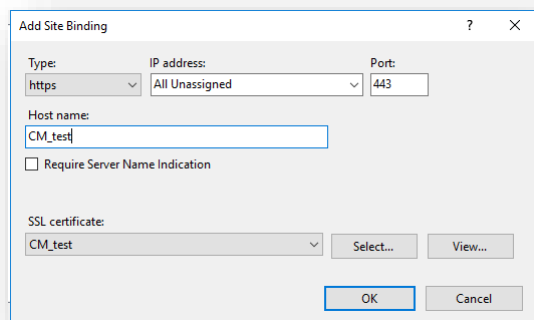 Add Site Binding ? ✕
Type: IP address: Port:
https All Unassigned 443
Host name:
CM_test
Require Server Name Indication
SSL certificate:
CM_test Select... View...
OK Cancel